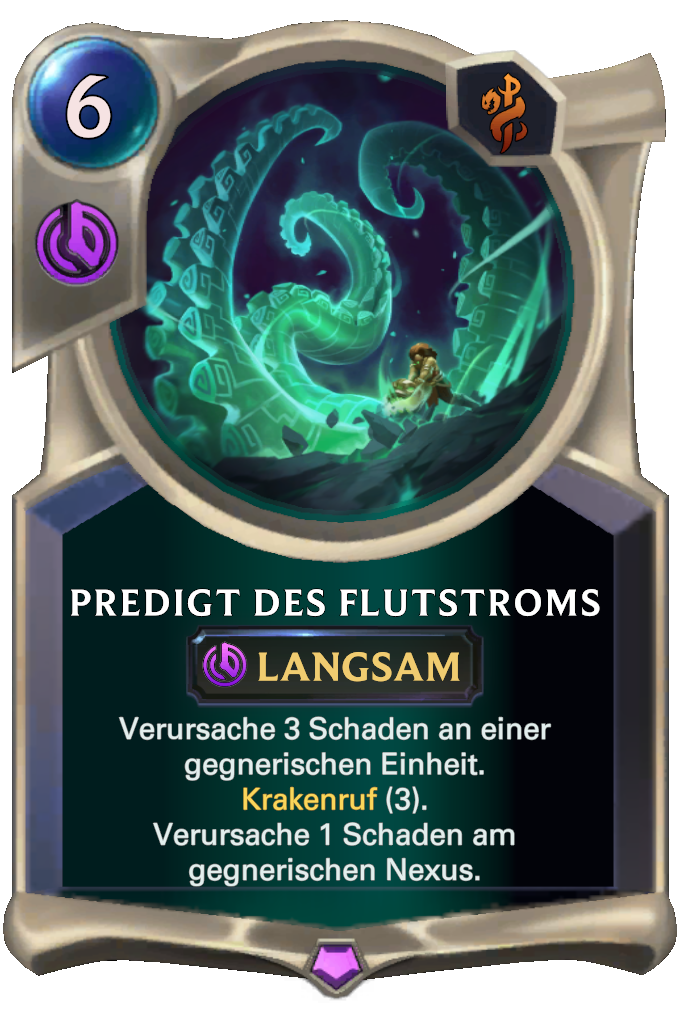 6
PREDIGT DES FLUTSTROMS
LANGSAM
Verursache 3 Schaden an einer
gegnerischen Einheit.
Krakenruf (3).
Verursache 1 Schaden am
gegnerischen Nexus.